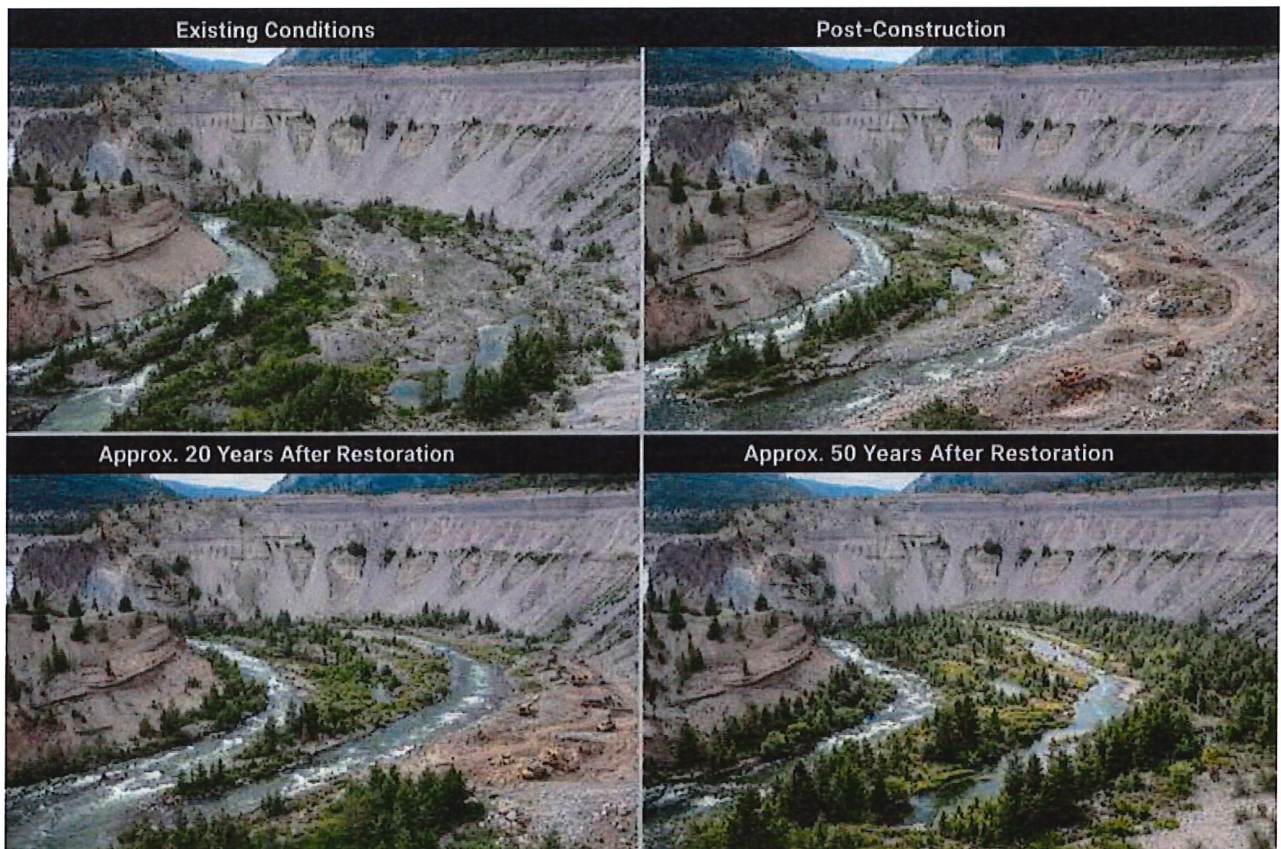 Existing Conditions
Post-Construction
Approx. 20 Years After Restoration
Approx. 50 Years After Restoration